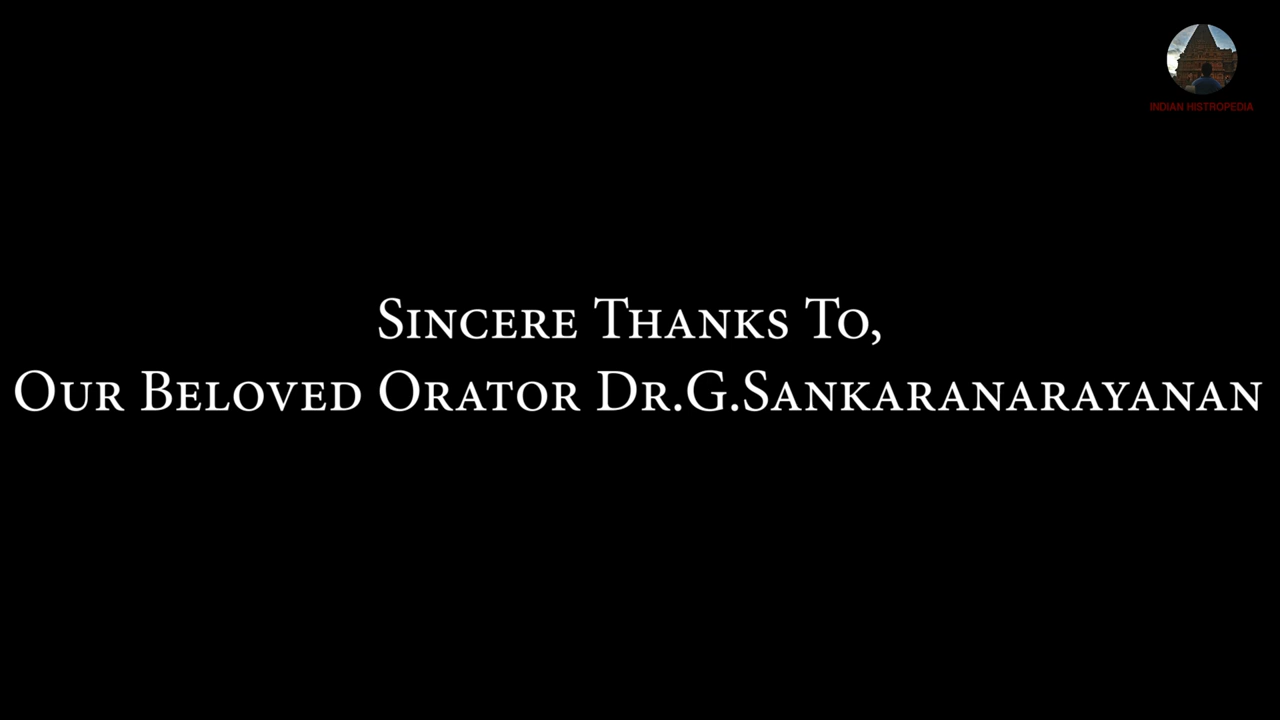 INDIAN HISTROPEDIA
Sincere Thanks To,
Our Beloved Orator Dr.G.Sankaranarayanan